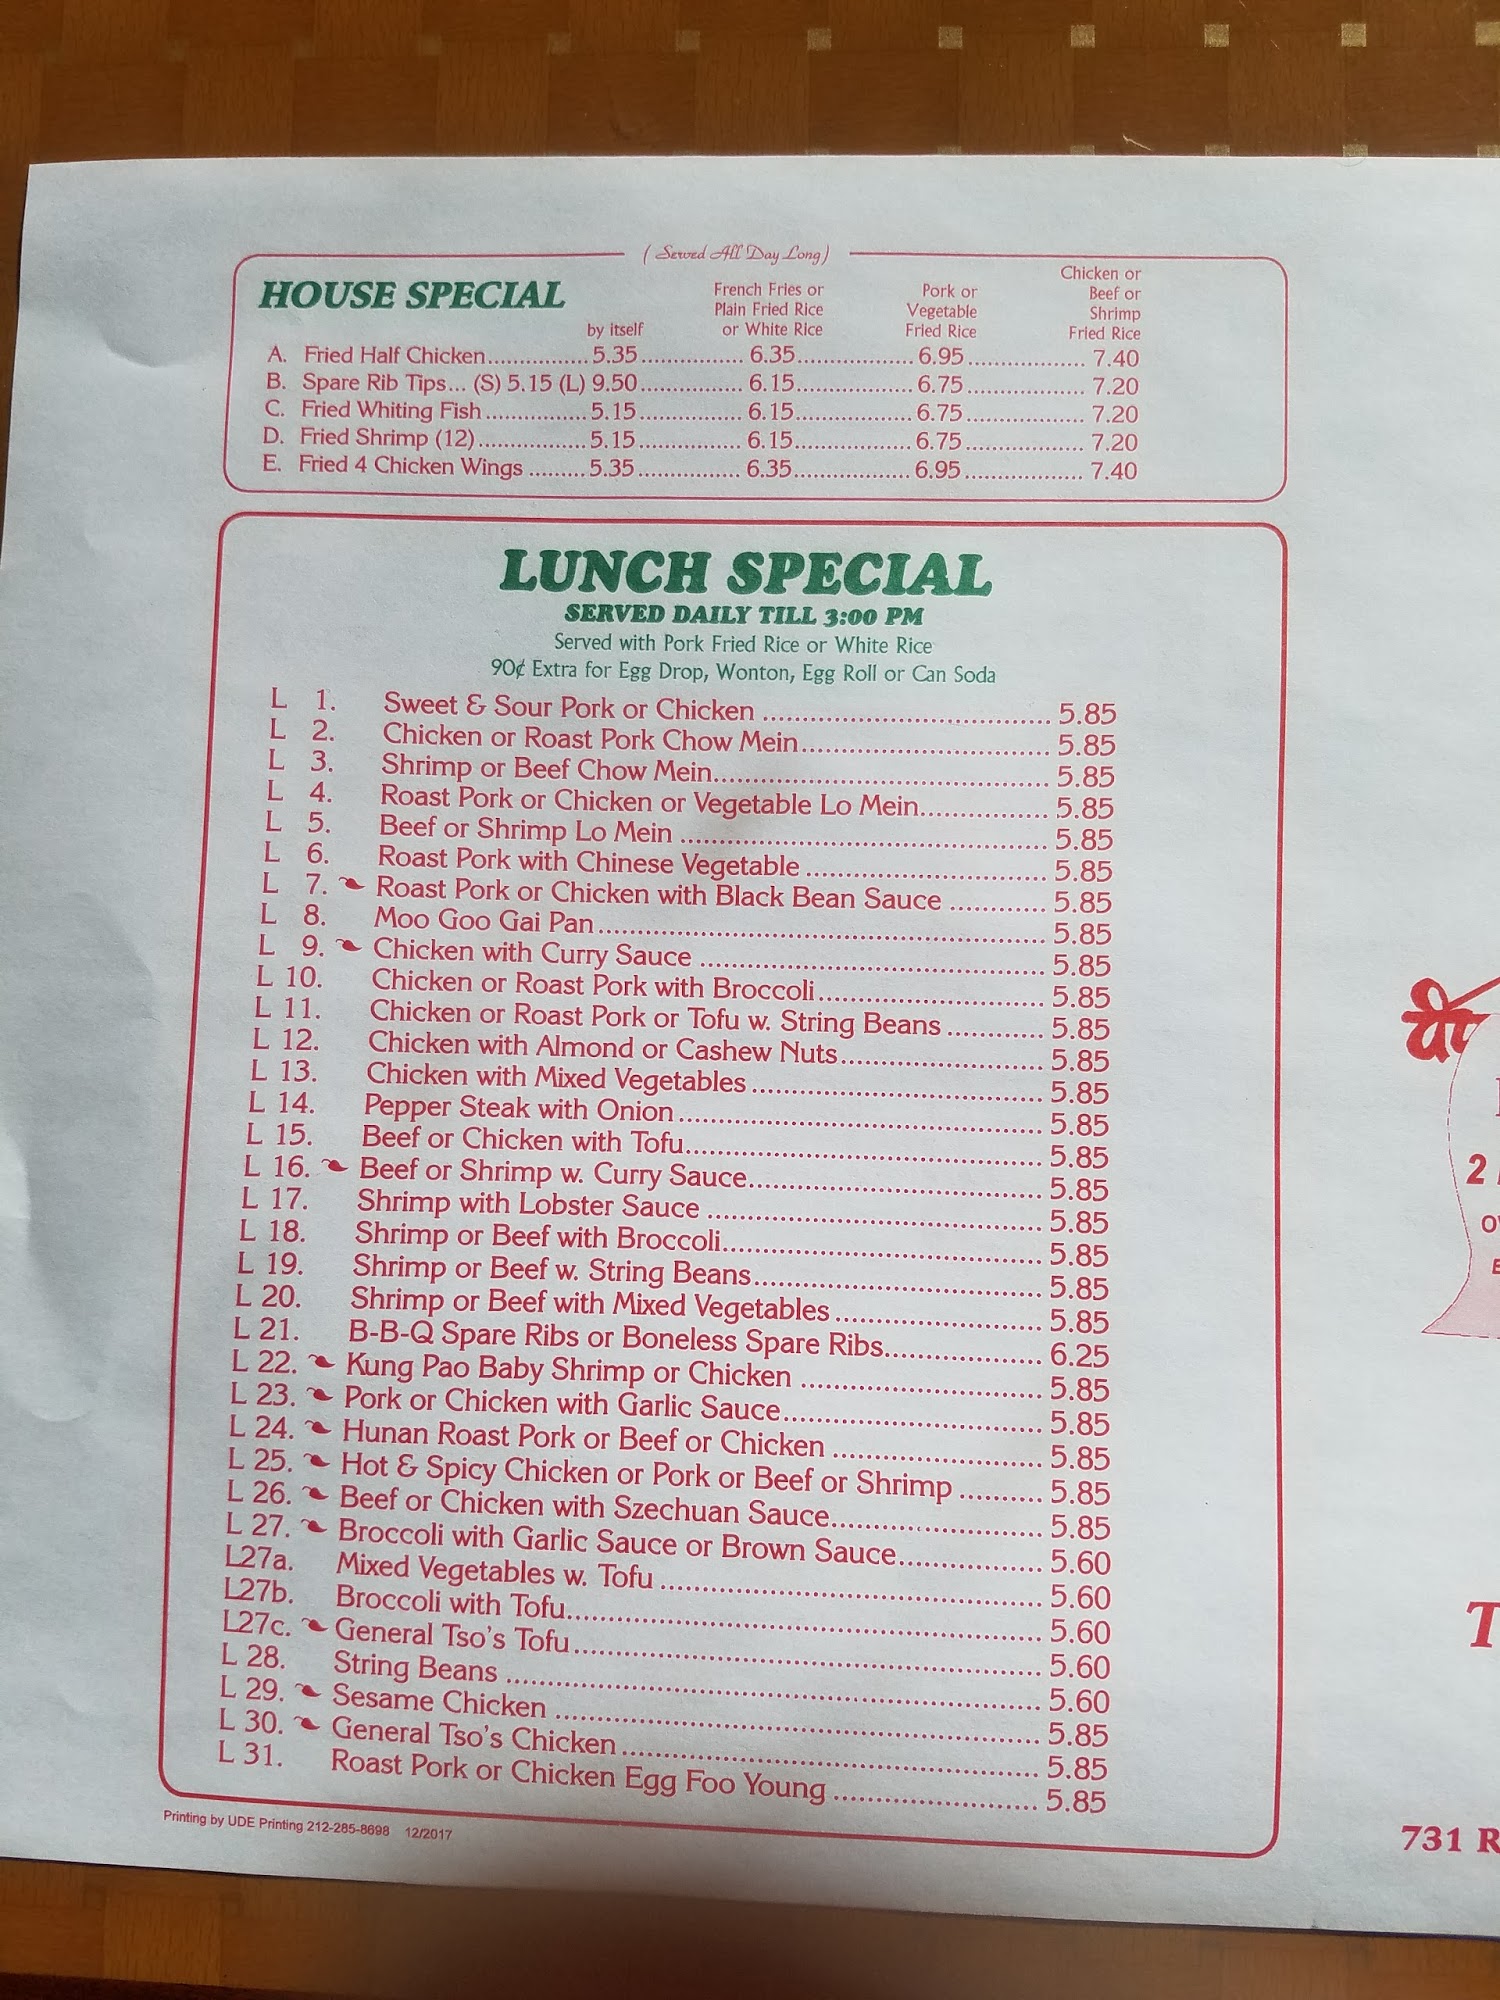 ( Served All Day Long )
HOUSE SPECIAL
by itself
French Fries or
Plain Fried Rice
or White Rice
Pork or
Vegetable
Fried Rice
Chicken or
Beef or
Shrimp
Fried Rice
A. Fried Half Chicken................5.35................ 6.35.................. 6.95................... 7.40
B. Spare Rib Tips... (S) 5.15 (L) 9.50................ 6.15.................. 6.75................... 7.20
C. Fried Whiting Fish................5.15................ 6.15.................. 6.75................... 7.20
D. Fried Shrimp (12).................5.15................ 6.15.................. 6.75................... 7.20
E. Fried 4 Chicken Wings .........5.35................ 6.35.................. 6.95................... 7.40
LUNCH SPECIAL
SERVED DAILY TILL 3:00 PM
Served with Pork Fried Rice or White Rice
90¢ Extra for Egg Drop, Wonton, Egg Roll or Can Soda
L 1. Sweet & Sour Pork or Chicken .................................... 5.85
L 2. Chicken or Roast Pork Chow Mein............................... 5.85
L 3. Shrimp or Beef Chow Mein.......................................... 5.85
L 4. Roast Pork or Chicken or Vegetable Lo Mein................ 5.85
L 5. Beef or Shrimp Lo Mein .............................................. 5.85
L 6. Roast Pork with Chinese Vegetable .............................. 5.85
L 7. Roast Pork or Chicken with Black Bean Sauce ............ 5.85
L 8. Moo Goo Gai Pan........................................................ 5.85
L 9. Chicken with Curry Sauce ........................................... 5.85
L 10. Chicken or Roast Pork with Broccoli............................ 5.85
L 11. Chicken or Roast Pork or Tofu w. String Beans ............ 5.85
L 12. Chicken with Almond or Cashew Nuts.......................... 5.85
L 13. Chicken with Mixed Vegetables .................................... 5.85
L 14. Pepper Steak with Onion.............................................. 5.85
L 15. Beef or Chicken with Tofu............................................. 5.85
L 16. Beef or Shrimp w. Curry Sauce..................................... 5.85
L 17. Shrimp with Lobster Sauce .......................................... 5.85
L 18. Shrimp or Beef with Broccoli........................................ 5.85
L 19. Shrimp or Beef w. String Beans.................................... 5.85
L 20. Shrimp or Beef with Mixed Vegetables .......................... 5.85
L 21. B-B-Q Spare Ribs or Boneless Spare Ribs.................... 6.25
L 22. Kung Pao Baby Shrimp or Chicken .............................. 5.85
L 23. Pork or Chicken with Garlic Sauce................................ 5.85
L 24. Hunan Roast Pork or Beef or Chicken .......................... 5.85
L 25. Hot & Spicy Chicken or Pork or Beef or Shrimp .......... 5.85
L 26. Beef or Chicken with Szechuan Sauce.......................... 5.85
L 27. Broccoli with Garlic Sauce or Brown Sauce.................. 5.60
L27a. Mixed Vegetables w. Tofu ............................................. 5.60
L27b. Broccoli with Tofu......................................................... 5.60
L27c. General Tso's Tofu........................................................ 5.60
L 28. String Beans ................................................................ 5.60
L 29. Sesame Chicken .......................................................... 5.85
L 30. General Tso's Chicken.................................................. 5.85
L 31. Roast Pork or Chicken Egg Foo Young ......................... 5.85
Printing by UDE Printing 212-285-8698 12/2017
2
T
731 R